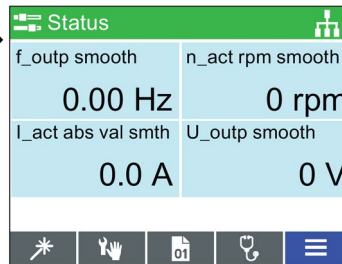 Status
f_outp smooth
n_act rpm smooth
0.00 Hz
0 rpm
I_act abs val smth
U_outp smooth
0.0 A
0 V
01